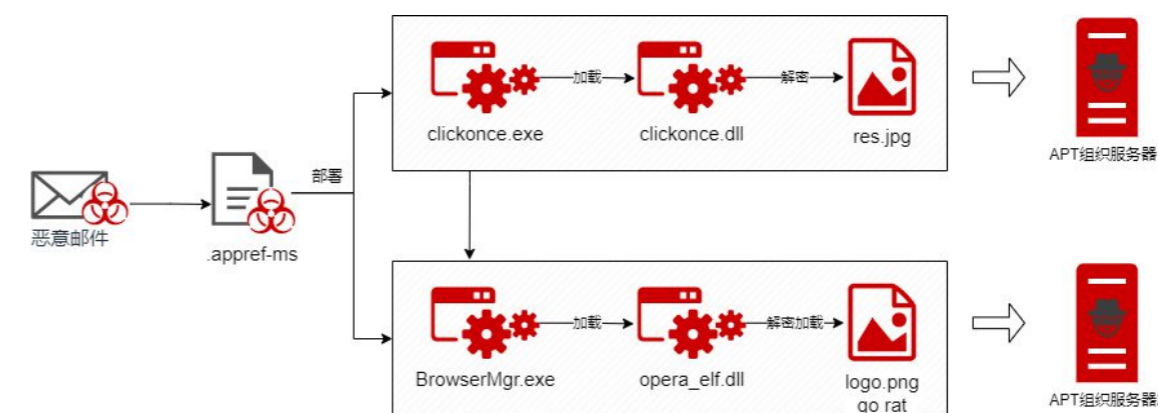 恶意邮件
.appref-ms
部署
clickonce.exe
加载
clickonce.dll
解密
res.jpg
APT组织服务器
BrowserMgr.exe
加载
opera_elf.dll
解密加载
logo.png
go rat
APT组织服务器